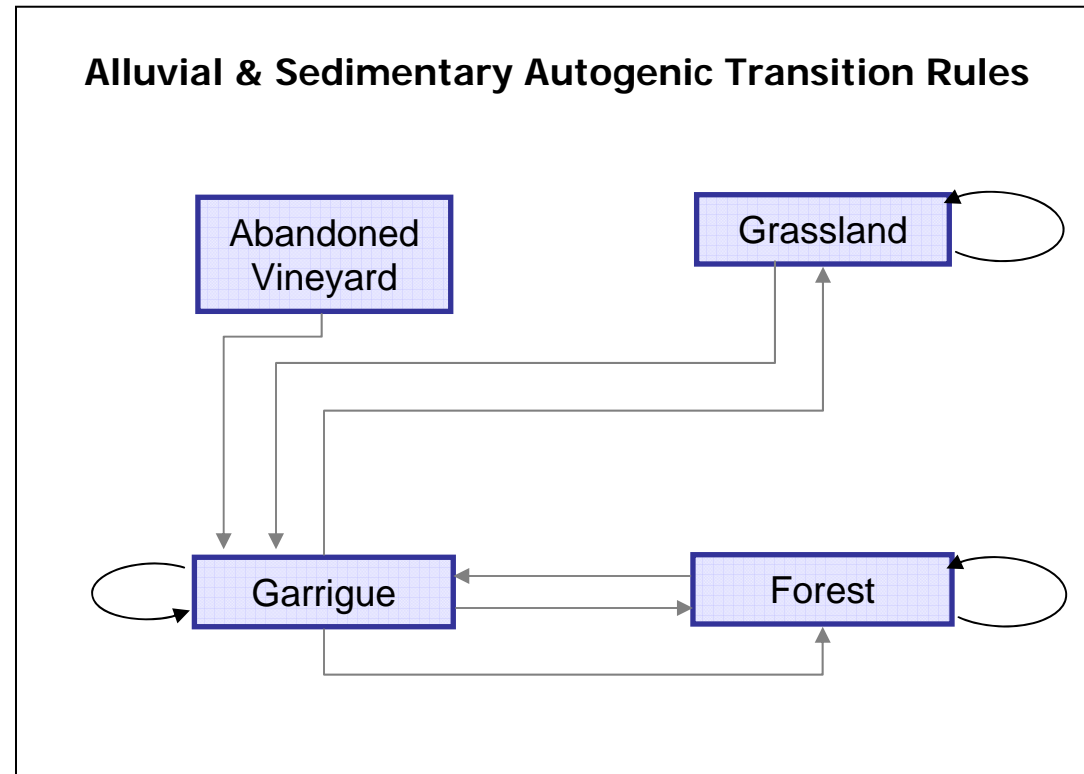 Alluvial & Sedimentary Autogenic Transition Rules
Abandoned
Vineyard
Grassland
Garrigue
Forest